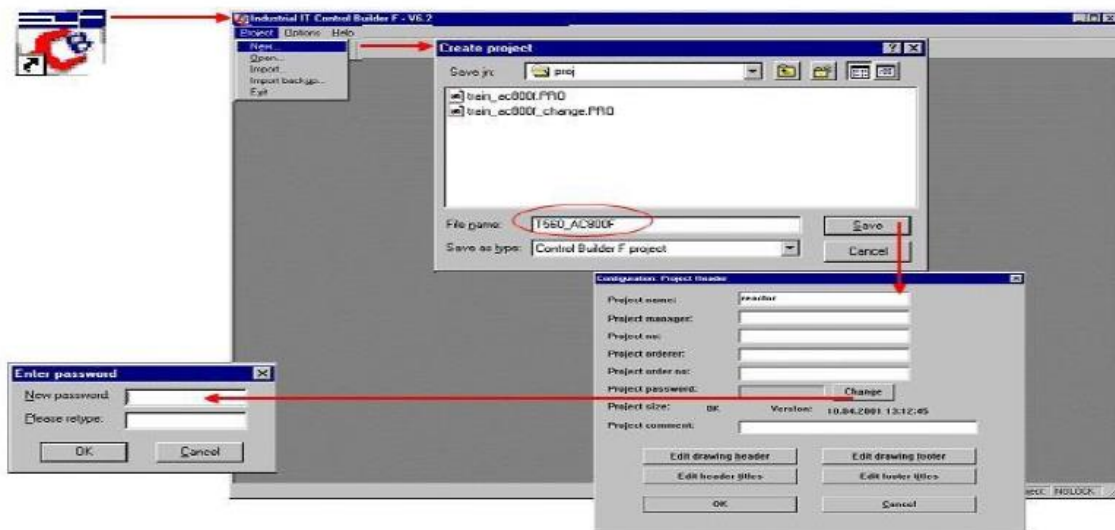 Industrial IT Control Builder F - V6.2
Project Options Help
New...
Open...
Import...
Import backup...
Exit
Create project
Save in: proj
train_ac800f.PRO
train_ac800f_change.PRO
File name: T560_AC800F Save
Save as type: Control Builder F project Cancel
Configuration: Project Header
Project name: reactor
Project manager:
Project no:
Project orderer:
Project order no:
Project password: Change
Project size: 0K Version: 10.04.2001 13:12:45
Project comment:
Edit drawing header Edit drawing footer
Edit header titles Edit footer titles
OK Cancel
Enter password
New password:
Please retype:
OK Cancel
NOLOCK